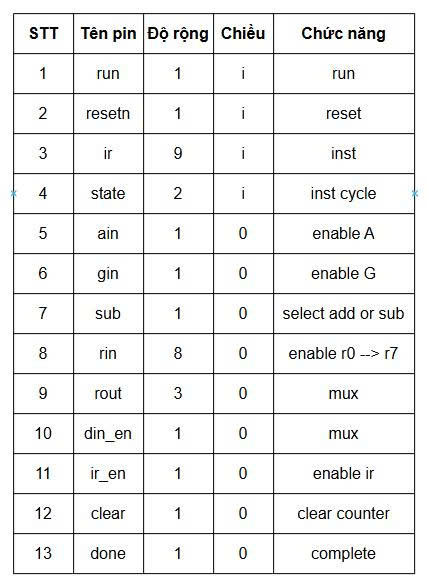 STT Tên pin Độ rộng Chiều Chức năng
1 run 1 i run
2 resetn 1 i reset
3 ir 9 i inst
4 state 2 i inst cycle
5 ain 1 0 enable A
6 gin 1 0 enable G
7 sub 1 0 select add or sub
8 rin 8 0 enable r0 --> r7
9 rout 3 0 mux
10 din_en 1 0 mux
11 ir_en 1 0 enable ir
12 clear 1 0 clear counter
13 done 1 0 complete